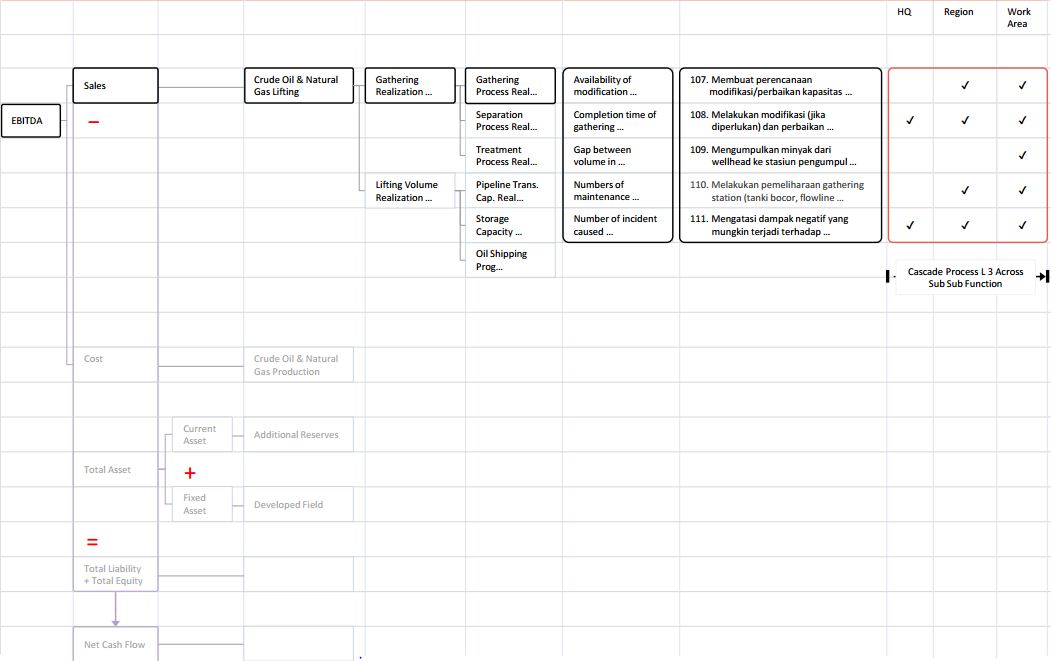 HQ
Region
Work
Area
Sales
Crude Oil & Natural
Gas Lifting
Gathering
Realization ...
Gathering
Process Real...
Availability of
modification ...
107. Membuat perencanaan
modifikasi/perbaikan kapasitas ...
✓ ✓
EBITDA
−
Separation
Process Real...
Completion time of
gathering ...
108. Melakukan modifikasi (jika
diperlukan) dan perbaikan ...
✓ ✓ ✓
Treatment
Process Real...
Gap between
volume in ...
109. Mengumpulkan minyak dari
wellhead ke stasiun pengumpul ...
✓
Lifting Volume
Realization ...
Pipeline Trans.
Cap. Real...
Numbers of
maintenance ...
110. Melakukan pemeliharaan gathering
station (tanki bocor, flowline ...
✓ ✓
Storage
Capacity ...
Number of incident
caused ...
111. Mengatasi dampak negatif yang
mungkin terjadi terhadap ...
✓ ✓ ✓
Oil Shipping
Prog...
Cascade Process L 3 Across
Sub Sub Function
Cost
Crude Oil & Natural
Gas Production
Current
Asset
Additional Reserves
Total Asset
+
Fixed
Asset
Developed Field
=
Total Liability
+ Total Equity
Net Cash Flow